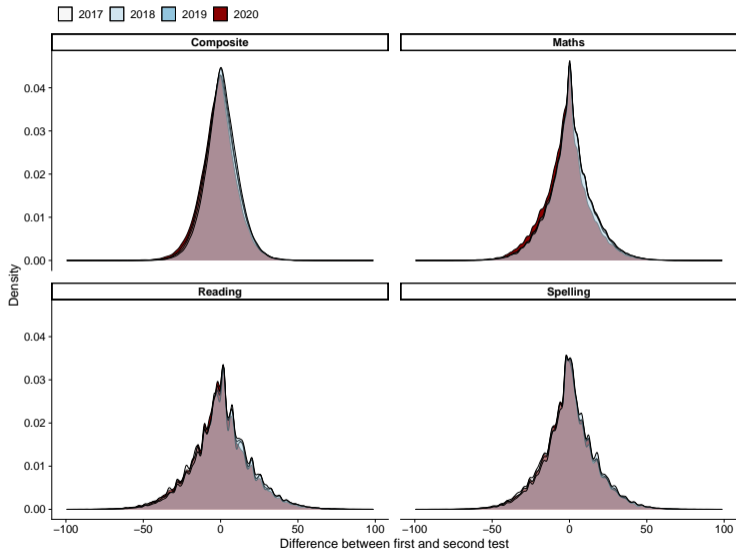 2017 2018 2019 2020
Composite Maths
0.04
0.03
0.02
0.01
0.00
Reading Spelling
0.04
0.03
0.02
0.01
0.00
−100 −50 0 50 100 −100 −50 0 50 100
Difference between first and second test
Density